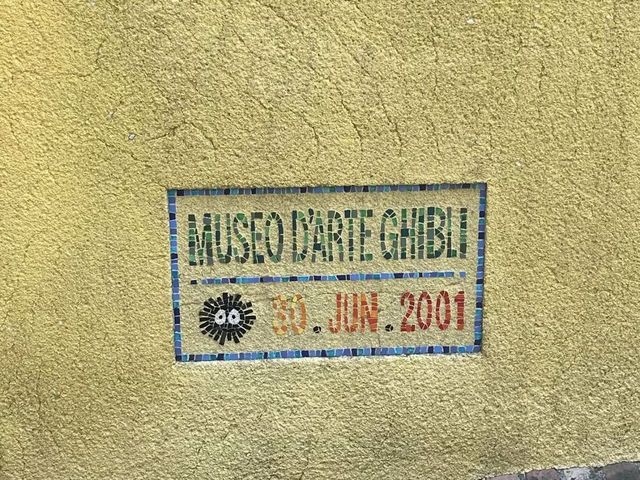 MUSEO D'ARTE GHIBLI
30 . JUN . 2001